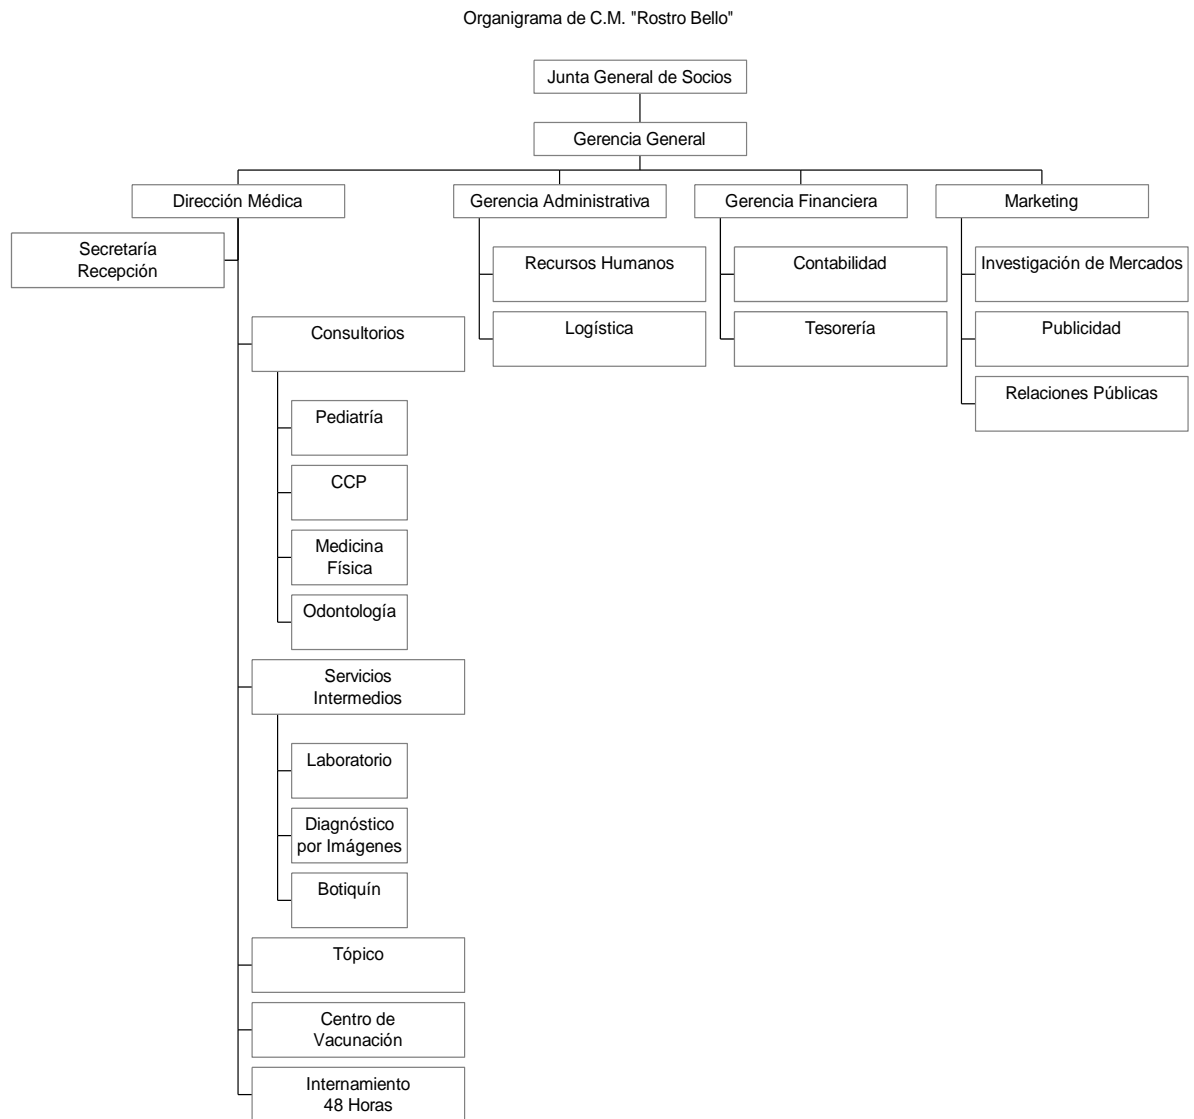 Organigrama de C.M. "Rostro Bello"
Junta General de Socios
Gerencia General
Dirección Médica
Gerencia Administrativa
Gerencia Financiera
Marketing
Secretaría
Recepción
Recursos Humanos
Contabilidad
Investigación de Mercados
Consultorios
Logística
Tesorería
Publicidad
Relaciones Públicas
Pediatría
CCP
Medicina
Física
Odontología
Servicios
Intermedios
Laboratorio
Diagnóstico
por Imágenes
Botiquín
Tópico
Centro de
Vacunación
Internamiento
48 Horas